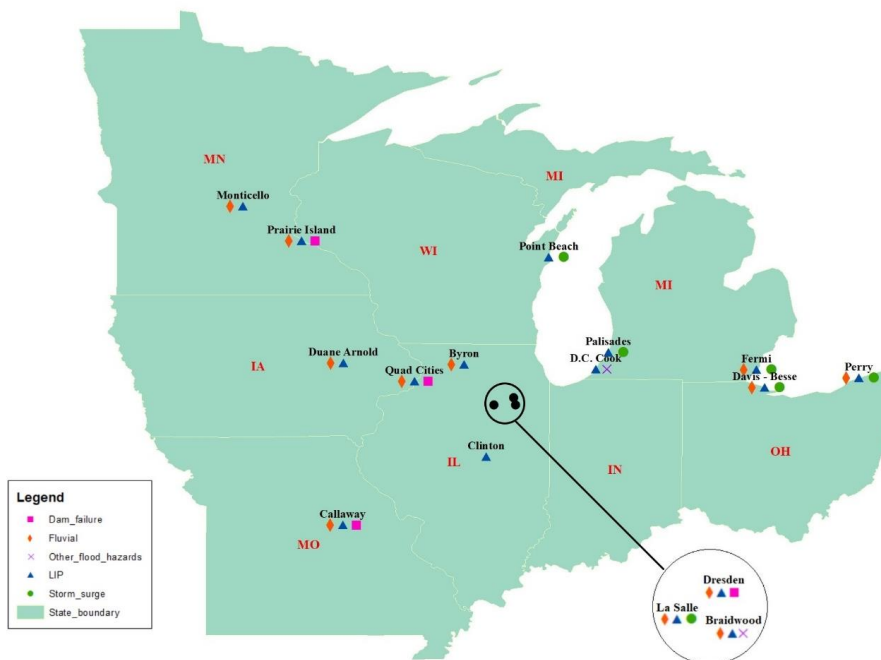 MN
Monticello
Prairie Island
WI
MI
Point Beach
MI
IA
Duane Arnold
Quad Cities
Byron
Palisades
D.C. Cook
Fermi
Davis - Besse
Perry
Clinton
IL
IN
OH
Callaway
MO
Legend
Dam_failure
Fluvial
Other_flood_hazards
LIP
Storm_surge
State_boundary
Dresden
La Salle
Braidwood